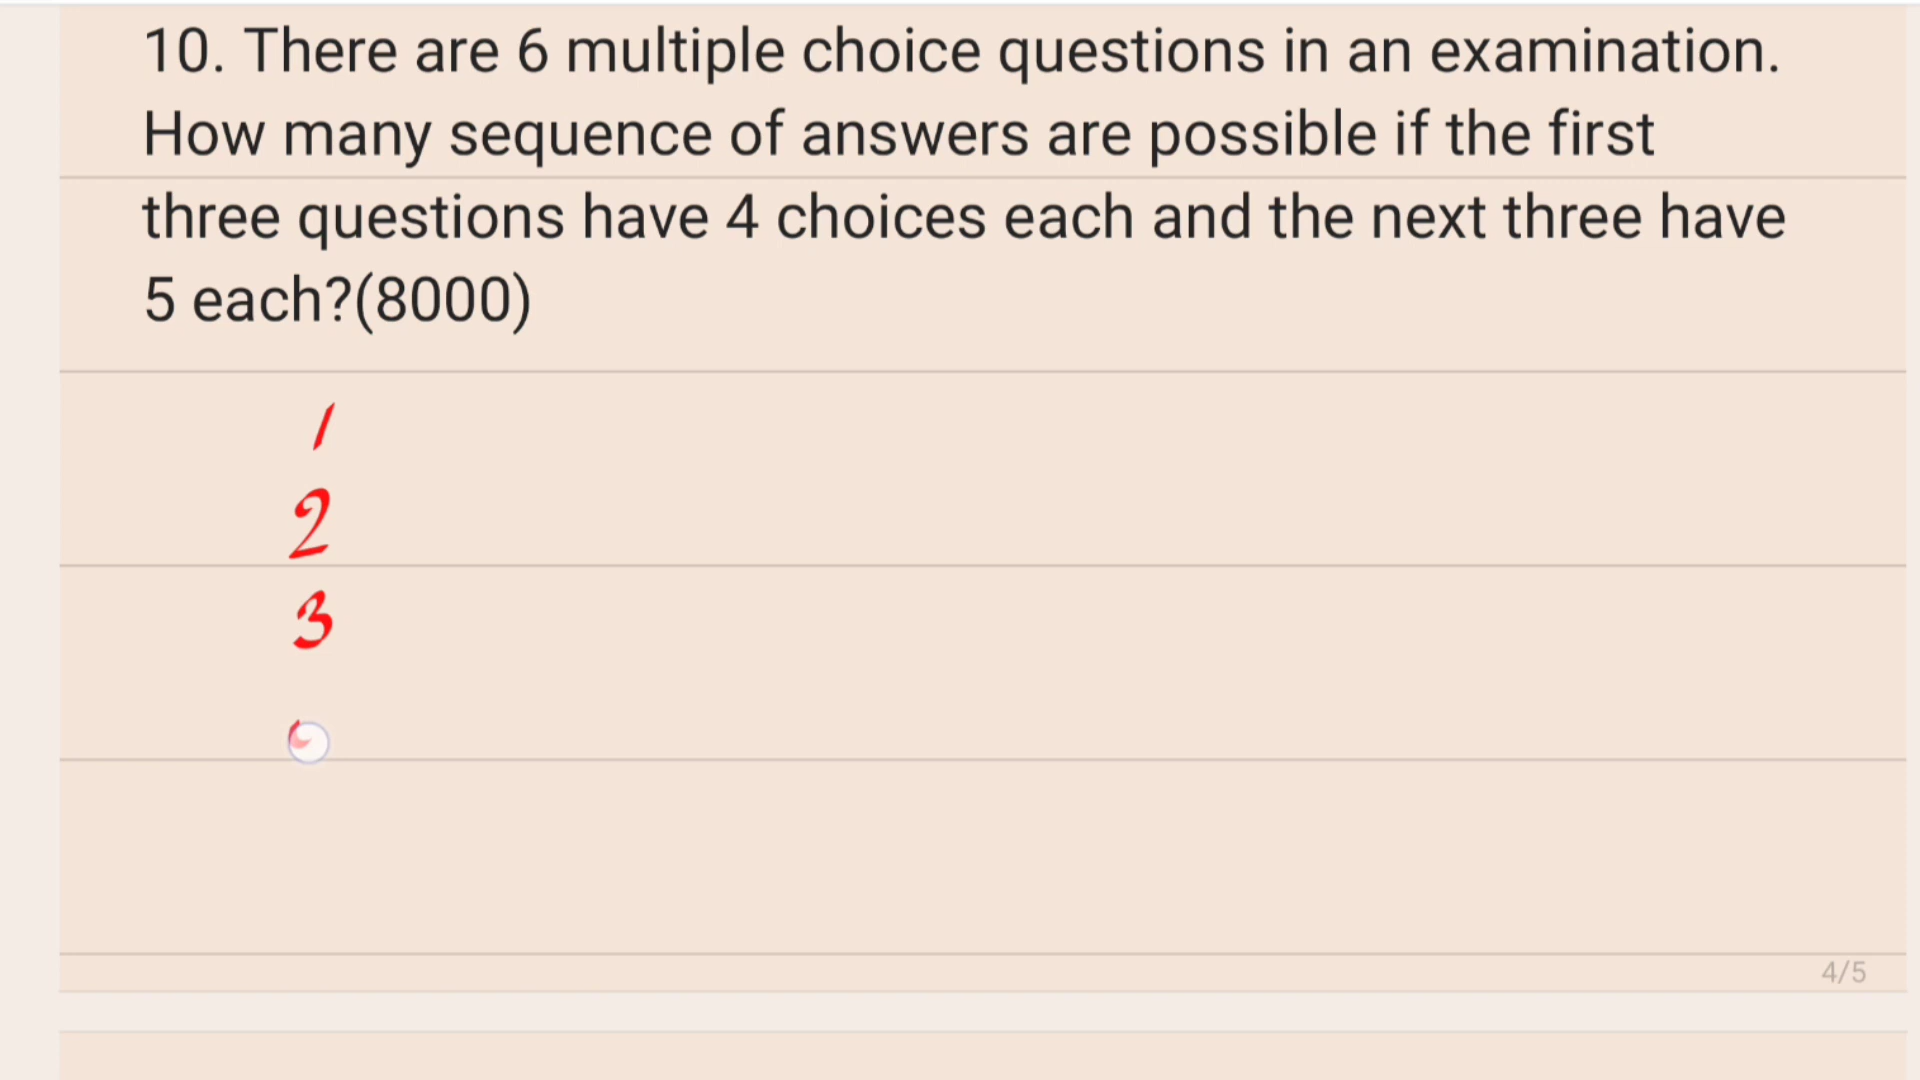 10. There are 6 multiple choice questions in an examination.
How many sequence of answers are possible if the first
three questions have 4 choices each and the next three have
5 each?(8000)
1
2
3
4/5